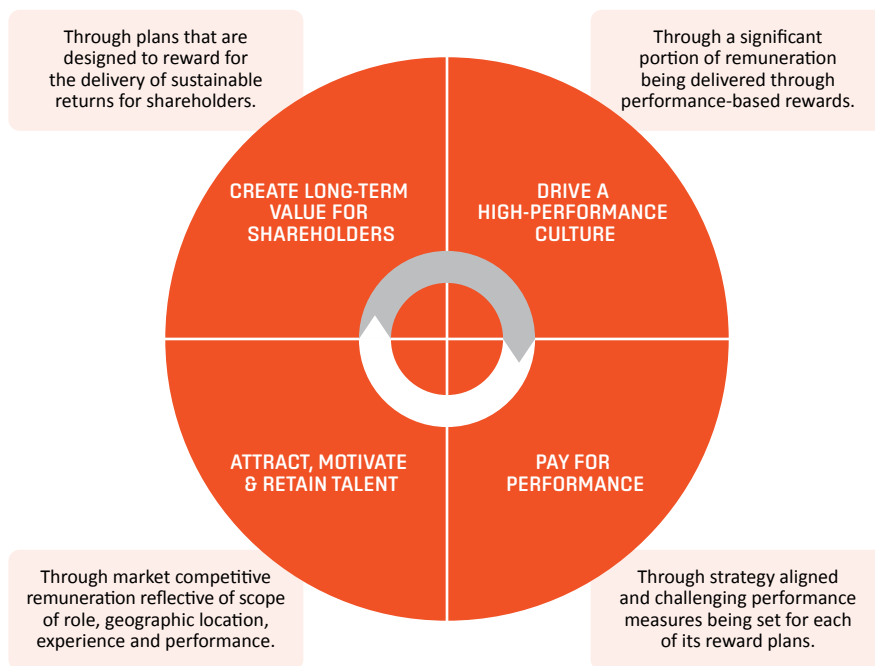 Through plans that are
designed to reward for
the delivery of sustainable
returns for shareholders.
Through a significant
portion of remuneration
being delivered through
performance-based rewards.
CREATE LONG-TERM
VALUE FOR
SHAREHOLDERS
DRIVE A
HIGH-PERFORMANCE
CULTURE
ATTRACT, MOTIVATE
& RETAIN TALENT
PAY FOR
PERFORMANCE
Through market competitive
remuneration reflective of scope
of role, geographic location,
experience and performance.
Through strategy aligned
and challenging performance
measures being set for each
of its reward plans.